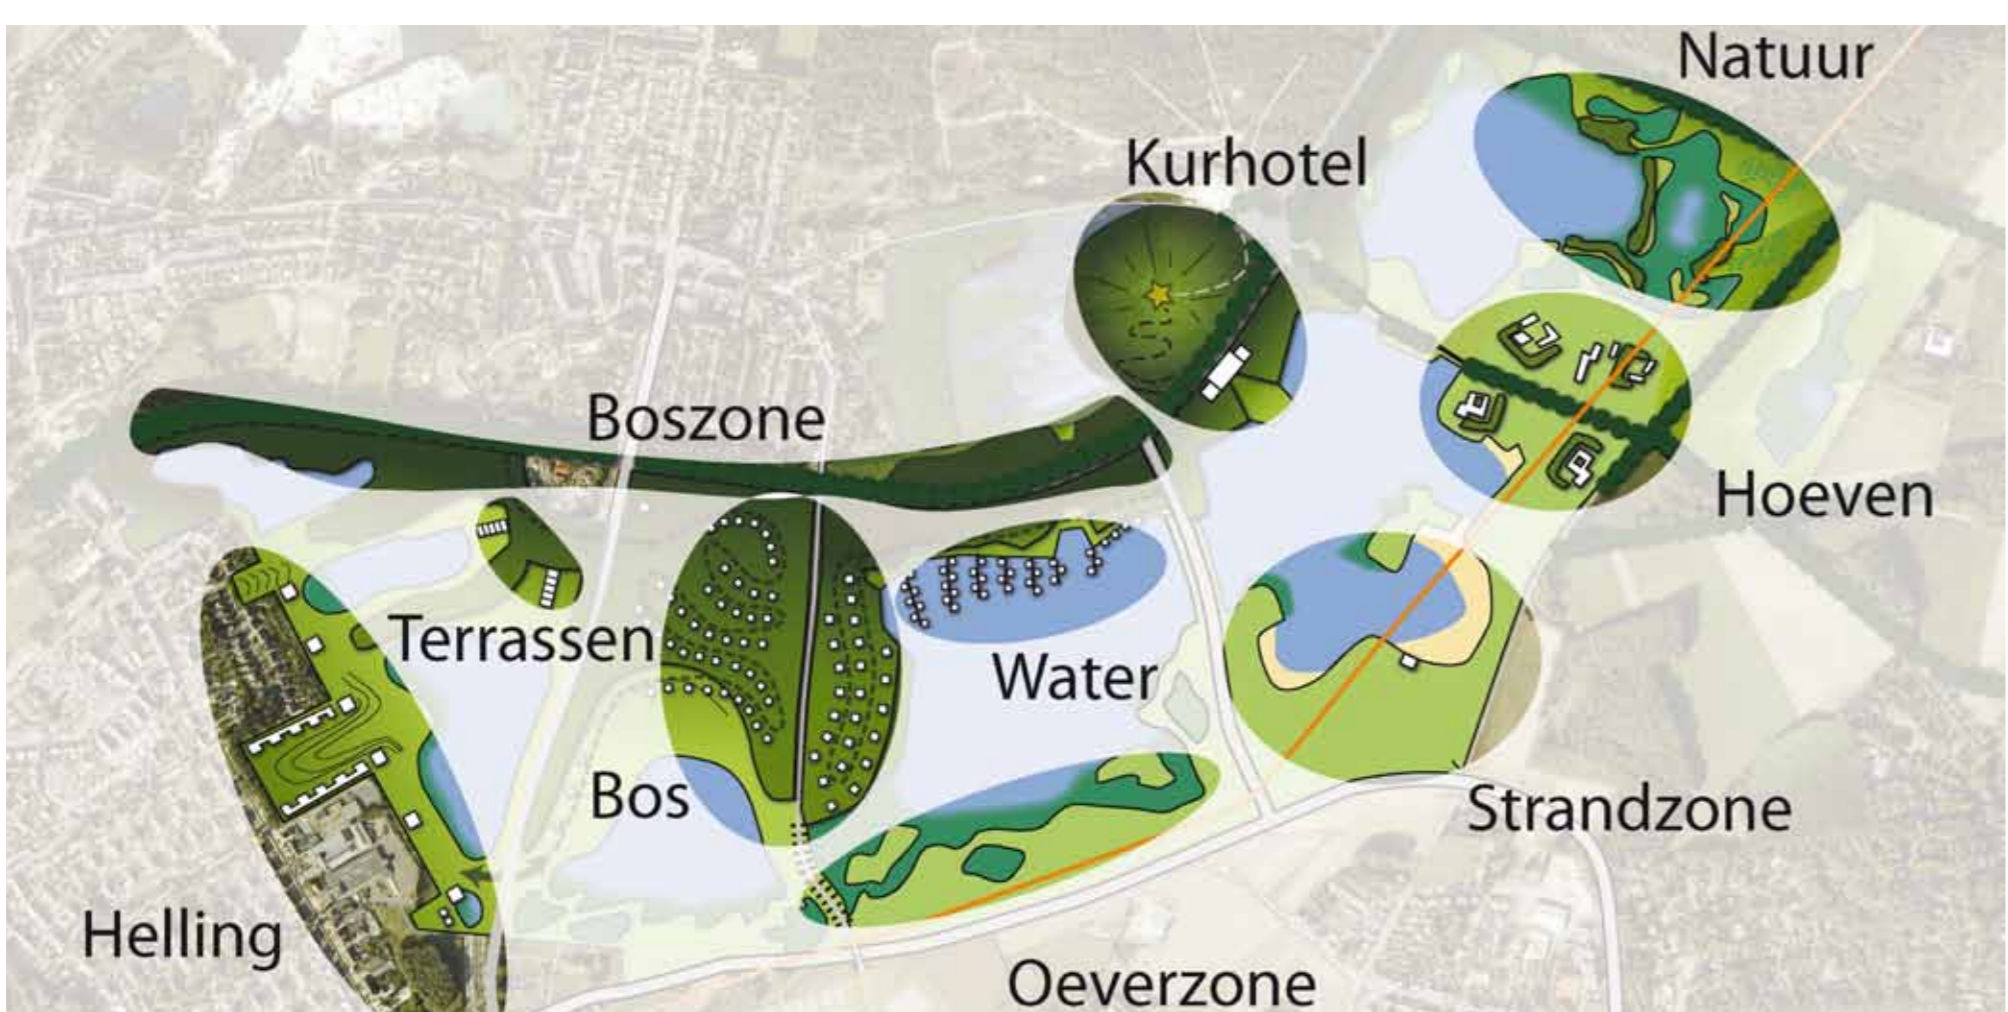 Natuur
Kurhotel
Boszone
Hoeven
Terrassen
Water
Bos
Strandzone
Helling
Oeverzone